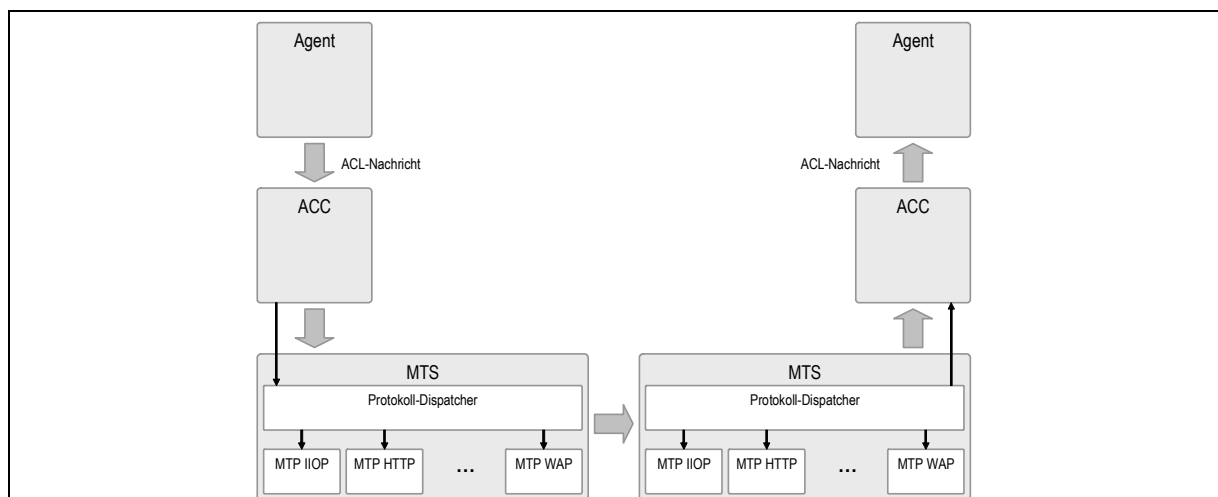 Agent
Agent
ACL-Nachricht
ACL-Nachricht
ACC
ACC
MTS
MTS
Protokoll-Dispatcher
Protokoll-Dispatcher
MTP IIOP
MTP HTTP
...
MTP WAP
MTP IIOP
MTP HTTP
...
MTP WAP